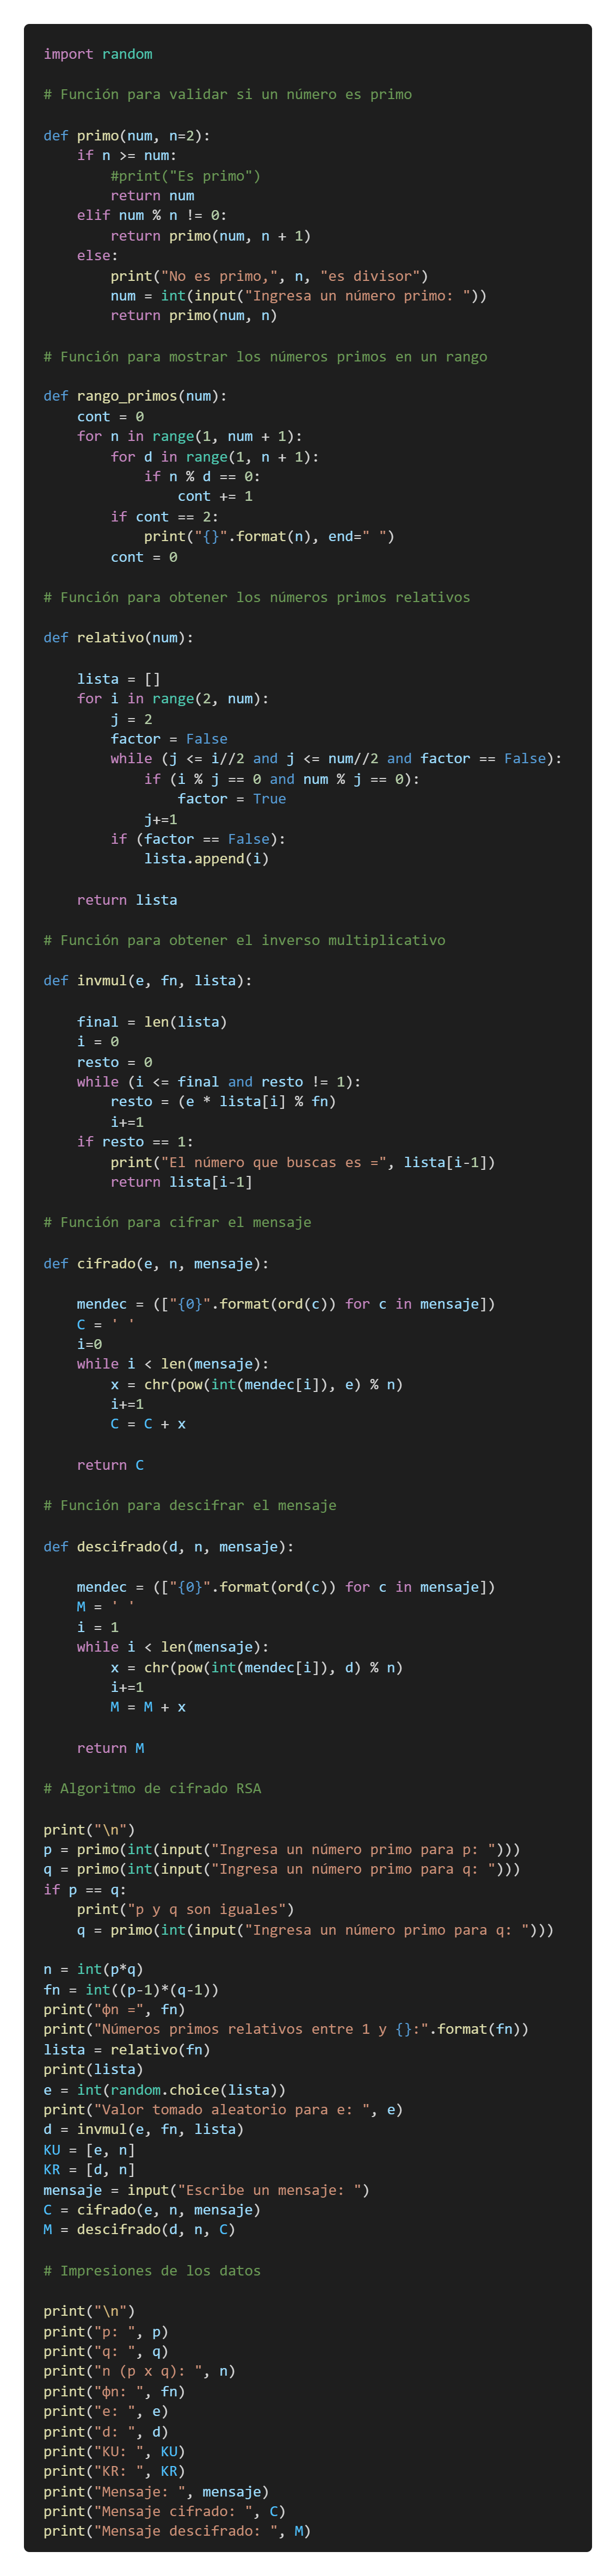 import random
# Función para validar si un número es primo
def primo(num, n=2):
    if n >= num:
        #print("Es primo")
        return num
    elif num % n != 0:
        return primo(num, n + 1)
    else:
        print("No es primo,", n, "es divisor")
        num = int(input("Ingresa un número primo: "))
        return primo(num, n)
# Función para mostrar los números primos en un rango
def rango_primos(num):
    cont = 0
    for n in range(1, num + 1):
        for d in range(1, n + 1):
            if n % d == 0:
                cont += 1
        if cont == 2:
            print("{}".format(n), end=" ")
        cont = 0
# Función para obtener los números primos relativos
def relativo(num):
    lista = []
    for i in range(2, num):
        j = 2
        factor = False
        while (j <= i//2 and j <= num//2 and factor == False):
            if (i % j == 0 and num % j == 0):
                factor = True
            j+=1
        if (factor == False):
            lista.append(i)
    return lista
# Función para obtener el inverso multiplicativo
def invmul(e, fn, lista):
    final = len(lista)
    i = 0
    resto = 0
    while (i <= final and resto != 1):
        resto = (e * lista[i] % fn)
        i+=1
    if resto == 1:
        print("El número que buscas es =", lista[i-1])
        return lista[i-1]
# Función para cifrar el mensaje
def cifrado(e, n, mensaje):
    mendec = (["{0}".format(ord(c)) for c in mensaje])
    C = ' '
    i=0
    while i < len(mensaje):
        x = chr(pow(int(mendec[i]), e) % n)
        i+=1
        C = C + x
    return C
# Función para descifrar el mensaje
def descifrado(d, n, mensaje):
    mendec = (["{0}".format(ord(c)) for c in mensaje])
    M = ' '
    i = 1
    while i < len(mensaje):
        x = chr(pow(int(mendec[i]), d) % n)
        i+=1
        M = M + x
    return M
# Algoritmo de cifrado RSA
print("\n")
p = primo(int(input("Ingresa un número primo para p: ")))
q = primo(int(input("Ingresa un número primo para q: ")))
if p == q:
    print("p y q son iguales")
    q = primo(int(input("Ingresa un número primo para q: ")))
n = int(p*q)
fn = int((p-1)*(q-1))
print("φn =", fn)
print("Números primos relativos entre 1 y {}:".format(fn))
lista = relativo(fn)
print(lista)
e = int(random.choice(lista))
print("Valor tomado aleatorio para e: ", e)
d = invmul(e, fn, lista)
KU = [e, n]
KR = [d, n]
mensaje = input("Escribe un mensaje: ")
C = cifrado(e, n, mensaje)
M = descifrado(d, n, C)
# Impresiones de los datos
print("\n")
print("p: ", p)
print("q: ", q)
print("n (p x q): ", n)
print("φn: ", fn)
print("e: ", e)
print("d: ", d)
print("KU: ", KU)
print("KR: ", KR)
print("Mensaje: ", mensaje)
print("Mensaje cifrado: ", C)
print("Mensaje descifrado: ", M)